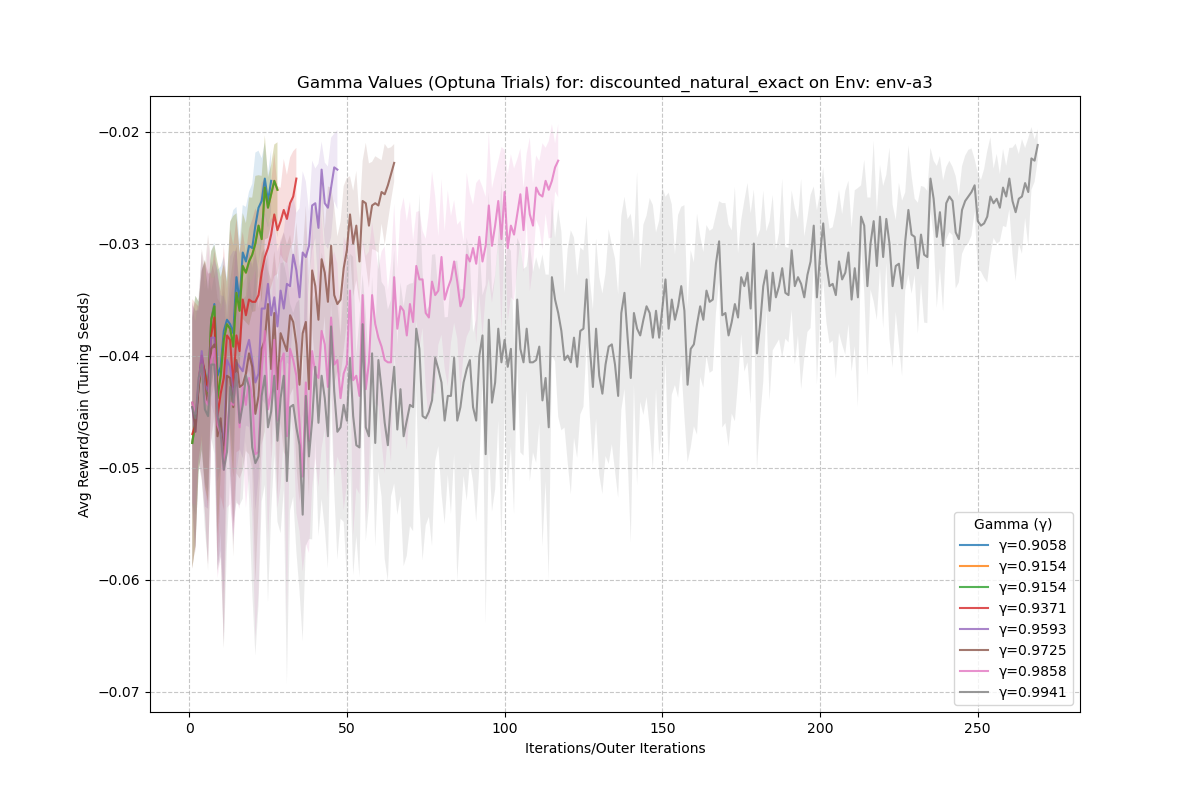 Gamma Values (Optuna Trials) for: discounted_natural_exact on Env: env-a3
Avg Reward/Gain (Tuning Seeds)
−0.02
−0.03
−0.04
−0.05
−0.06
−0.07
0
50
100
150
200
250
Iterations/Outer Iterations
Gamma (γ)
γ=0.9058
γ=0.9154
γ=0.9154
γ=0.9371
γ=0.9593
γ=0.9725
γ=0.9858
γ=0.9941